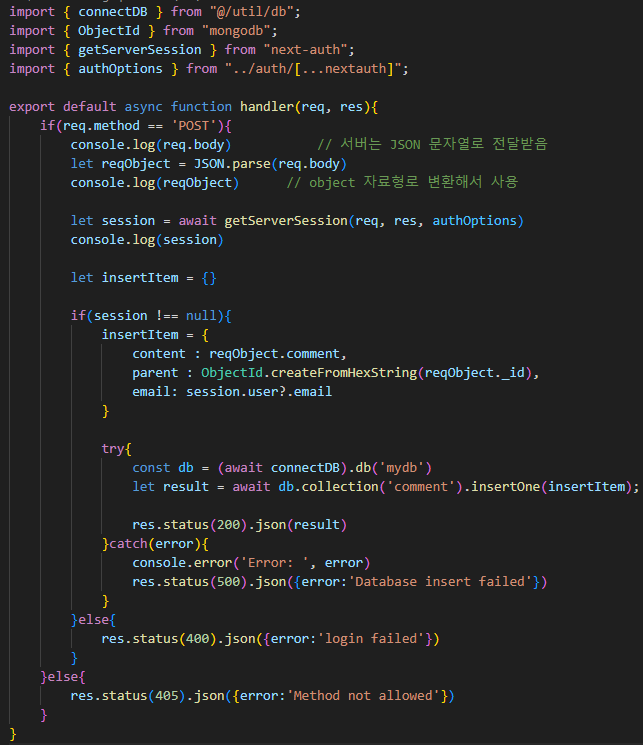 import { connectDB } from "@/util/db";
import { ObjectId } from "mongodb";
import { getServerSession } from "next-auth";
import { authOptions } from "../auth/[...nextauth]";

export default async function handler(req, res){
    if(req.method == 'POST'){
        console.log(req.body)           // 서버는 JSON 문자열로 전달받음
        let reqObject = JSON.parse(req.body)
        console.log(reqObject)      // object 자료형로 변환해서 사용

        let session = await getServerSession(req, res, authOptions)
        console.log(session)

        let insertItem = {}

        if(session !== null){
            insertItem = {
                content : reqObject.comment,
                parent : ObjectId.createFromHexString(reqObject._id),
                email: session.user?.email
            }

            try{
                const db = (await connectDB).db('mydb')
                let result = await db.collection('comment').insertOne(insertItem);

                res.status(200).json(result)
            }catch(error){
                console.error('Error: ', error)
                res.status(500).json({error:'Database insert failed'})
            }
        }else{
            res.status(400).json({error:'login failed'})
        }
    }else{
        res.status(405).json({error:'Method not allowed'})
    }
}